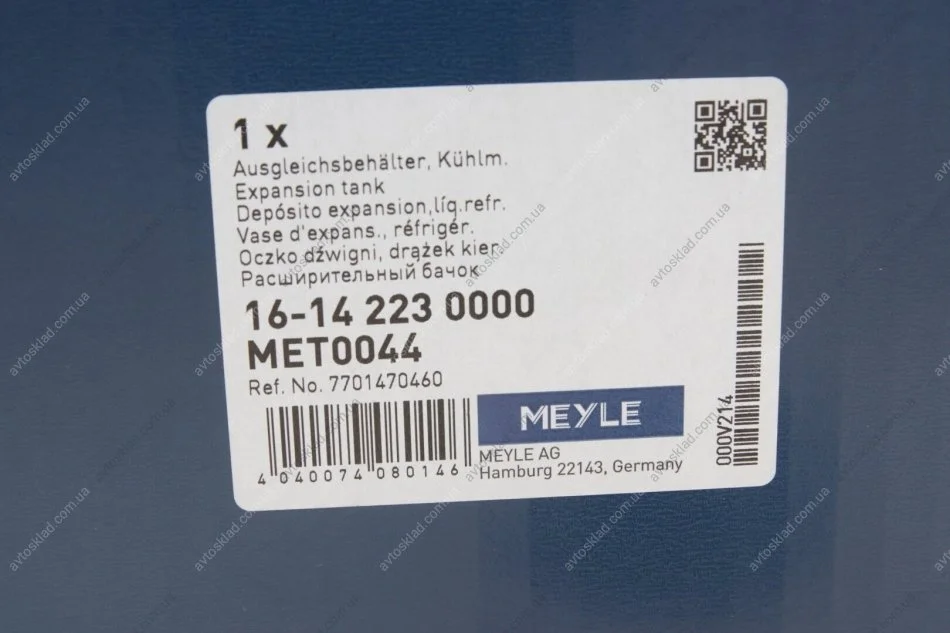 1 x
Ausgleichsbehälter, Kühlm.
Expansion tank
Depósito expansion,líq.refr.
Vase d'expans., réfrigér.
Oczko dźwigni, drążek kier.
Расширительный бачок
16-14 223 0000
MET0044
Ref. No. 7701470460
4 040074 080146
MEYLE
MEYLE AG
Hamburg 22143, Germany
000V214
avtosklad.com.ua